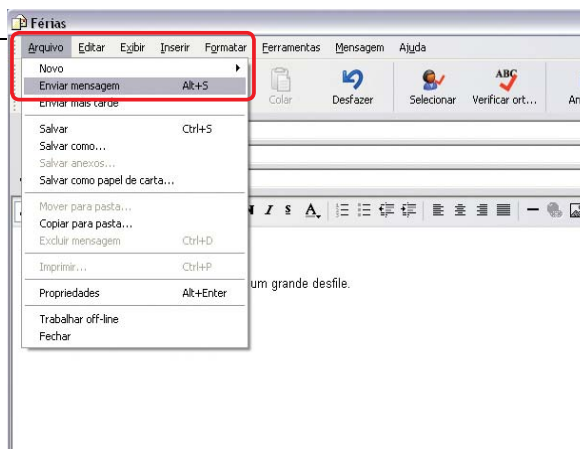 Férias
Arquivo Editar Exibir Inserir Formatar Ferramentas Mensagem Ajuda
Novo
Enviar mensagem Alt+S
Enviar mais tarde
Salvar Ctrl+S
Salvar como...
Salvar anexos...
Salvar como papel de carta...
Mover para pasta...
Copiar para pasta...
Excluir mensagem Ctrl+D
Imprimir... Ctrl+P
Propriedades Alt+Enter
Trabalhar off-line
Fechar
Colar Desfazer Selecionar Verificar ort...
ABC
I S A
um grande desfile.